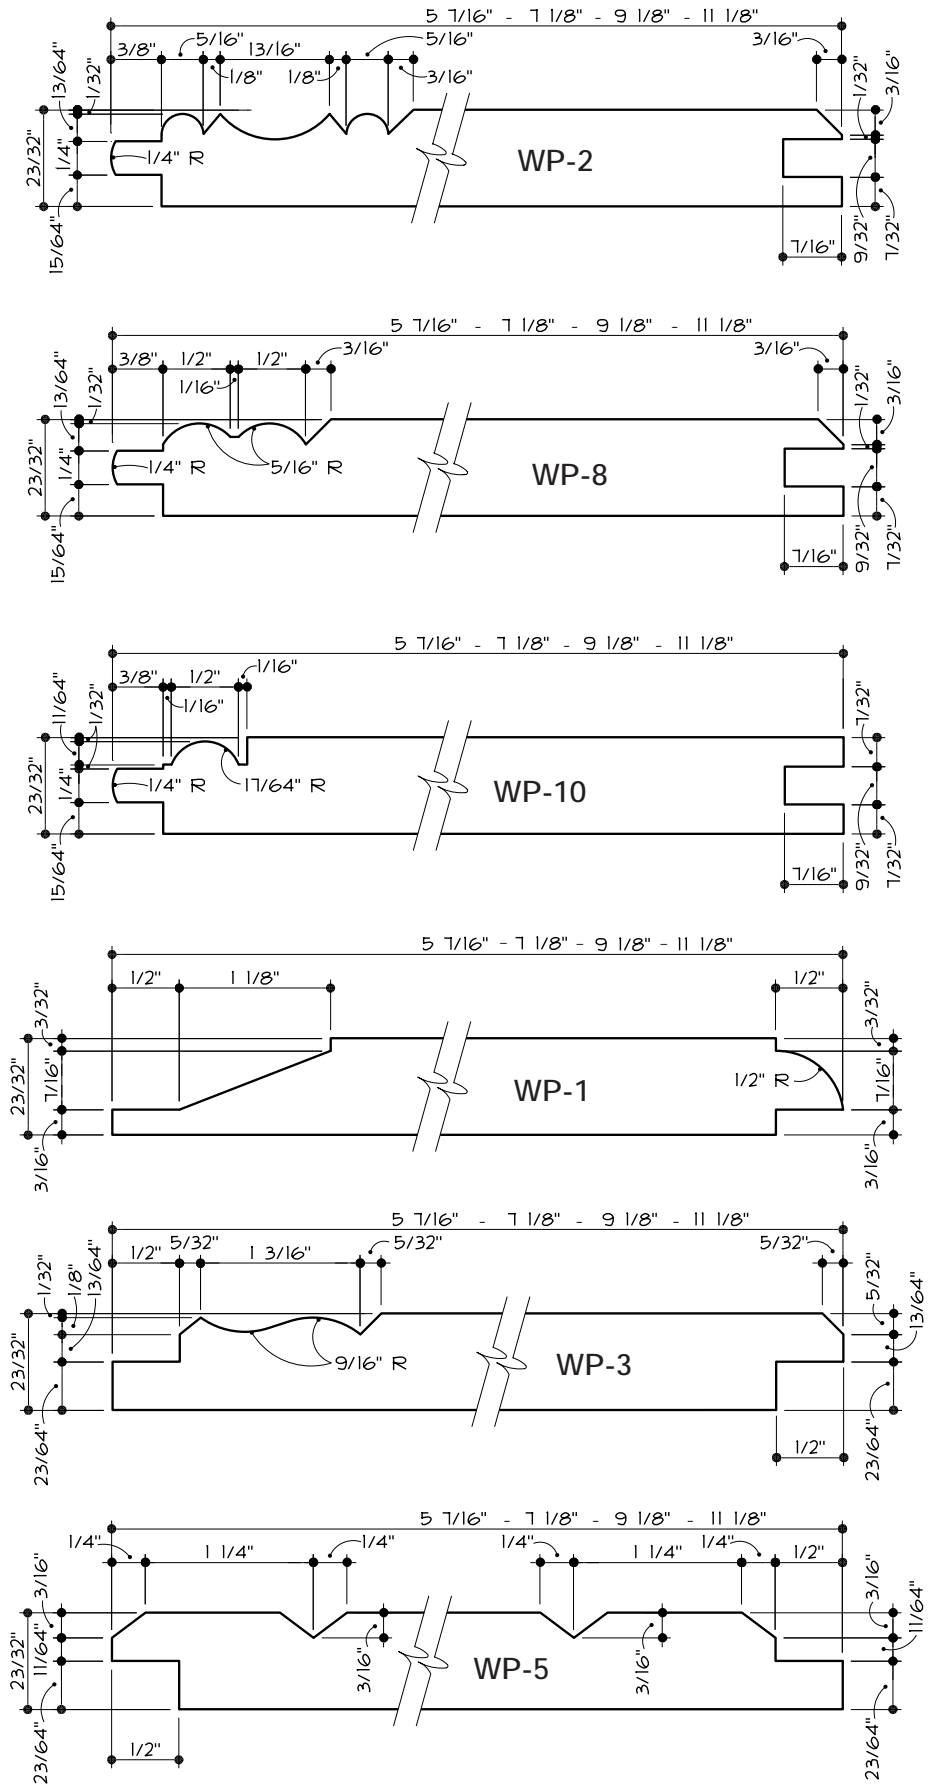 5 7/16" - 7 1/8" - 9 1/8" - 11 1/8"
5/16" 5/16"
3/8" 13/16" 3/16"
1/8" 1/8" 3/16"
13/64" 1/32" 1/32" 3/16"
23/32" 1/4" 1/4" R WP-2
15/64" 9/32" 7/32"
7/16"
5 7/16" - 7 1/8" - 9 1/8" - 11 1/8"
3/8" 1/2" 1/2" 3/16" 3/16"
1/16"
13/64" 1/32" 1/32" 3/16"
23/32" 1/4" 1/4" R 5/16" R WP-8
15/64" 9/32" 7/32"
7/16"
5 7/16" - 7 1/8" - 9 1/8" - 11 1/8"
1/16"
3/8" 1/2"
1/16"
11/64" 1/32" 7/32"
23/32" 1/4" 1/4" R 17/64" R WP-10
15/64" 9/32" 7/32"
7/16"
5 7/16" - 7 1/8" - 9 1/8" - 11 1/8"
1/2" 1 1/8" 1/2"
3/32" 3/32"
23/32" 7/16" WP-1 1/2" R 7/16"
3/16" 3/16"
5 7/16" - 7 1/8" - 9 1/8" - 11 1/8"
1/2" 5/32" 1 3/16" 5/32" 5/32"
1/32" 1/8" 13/64" 5/32" 13/64"
23/32" 9/16" R WP-3
23/64" 23/64"
1/2"
5 7/16" - 7 1/8" - 9 1/8" - 11 1/8"
1/4" 1 1/4" 1/4" 1/4" 1 1/4" 1/4" 1/2"
3/16" 3/16"
23/32" 11/64" 3/16" WP-5 3/16" 11/64"
23/64" 23/64"
1/2"